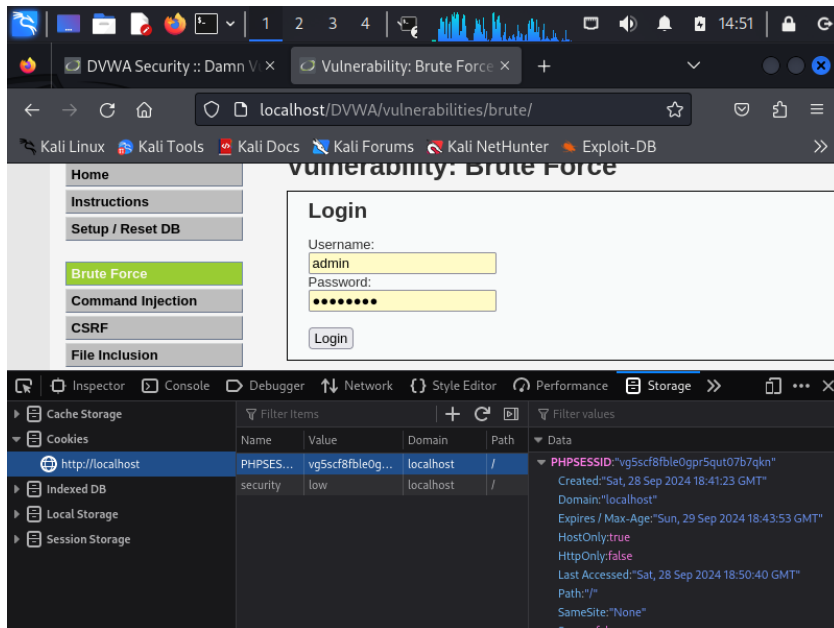 1 2 3 4 14:51
DVWA Security :: Damn Vu
Vulnerability: Brute Force
localhost/DVWA/vulnerabilities/brute/
Kali Linux Kali Tools Kali Docs Kali Forums Kali NetHunter Exploit-DB
Vulnerability: Brute Force
Home
Instructions
Setup / Reset DB
Brute Force
Command Injection
CSRF
File Inclusion
Login
Username:
admin
Password:
••••••••
Login
Inspector Console Debugger Network Style Editor Performance Storage
Cache Storage
Cookies
http://localhost
Indexed DB
Local Storage
Session Storage
Filter Items
Name Value Domain Path
PHPSES... vg5scf8fble0g... localhost /
security low localhost /
Filter values
Data
PHPSESSID:"vg5scf8fble0gpr5qut07b7qkn"
Created:"Sat, 28 Sep 2024 18:41:23 GMT"
Domain:"localhost"
Expires / Max-Age:"Sun, 29 Sep 2024 18:43:53 GMT"
HostOnly:true
HttpOnly:false
Last Accessed:"Sat, 28 Sep 2024 18:50:40 GMT"
Path:"/"
SameSite:"None"